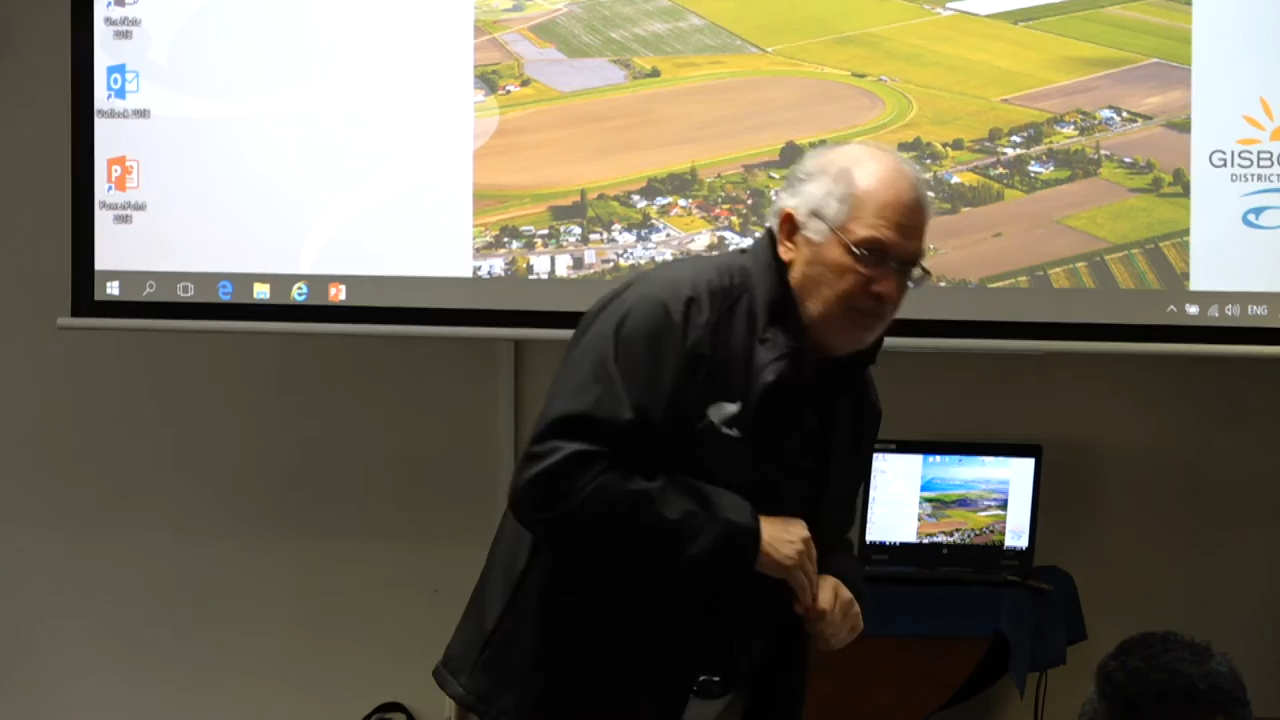 OneNote
2013
Outlook 2013
PowerPoint
2013
GISBO
DISTRICT
ENG